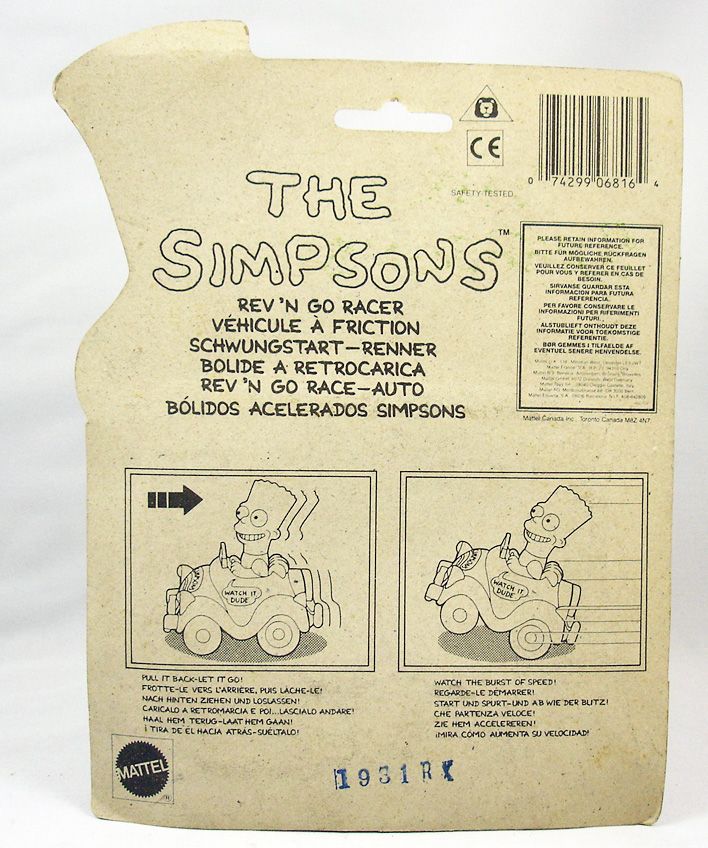 CE
SAFETY TESTED
0 74299 06816 4
THE
SIMPSONS™
REV 'N GO RACER
VÉHICULE À FRICTION
SCHWUNGSTART-RENNER
BOLIDE A RETROCARICA
REV 'N GO RACE-AUTO
BÓLIDOS ACELERADOS SIMPSONS
PLEASE RETAIN INFORMATION FOR
FUTURE REFERENCE.
BITTE FÜR MÖGLICHE RÜCKFRAGEN
AUFBEWAHREN.
VEUILLEZ CONSERVER CE FEUILLET
POUR VOUS Y REFERER EN CAS DE
BESOIN.
SIRVANSE GUARDAR ESTA
INFORMACION PARA FUTURA
REFERENCIA.
PER FAVORE CONSERVARE LE
INFORMAZIONI PER RIFERIMENTI
FUTURI.
ALSTUBLIEFT ONTHOUDT DEZE
INFORMATIE VOOR TOEKOMSTIGE
REFERENTIE.
BØR GEMMES I TILFAELDE AF
EVENTUEL SENERE HENVENDELSE.
Mattel Canada Inc., Toronto Canada M8Z 4N7
WATCH IT
DUDE
WATCH IT
DUDE
PULL IT BACK-LET IT GO!
FROTTE-LE VERS L'ARRIÈRE, PUIS LÂCHE-LE!
NACH HINTEN ZIEHEN UND LOSLASSEN!
CARICALO A RETROMARCIA E POI...LASCIALO ANDARE!
HAAL HEM TERUG-LAAT HEM GAAN!
¡ TIRA DE EL HACIA ATRÁS-SUÉLTALO!
WATCH THE BURST OF SPEED!
REGARDE-LE DÉMARRER!
START UND SPURT-UND AB WIE DER BLITZ!
CHE PARTENZA VELOCE!
ZIE HEM ACCELEREREN!
¡MIRA CÓMO AUMENTA SU VELOCIDAD!
MATTEL
1931RX